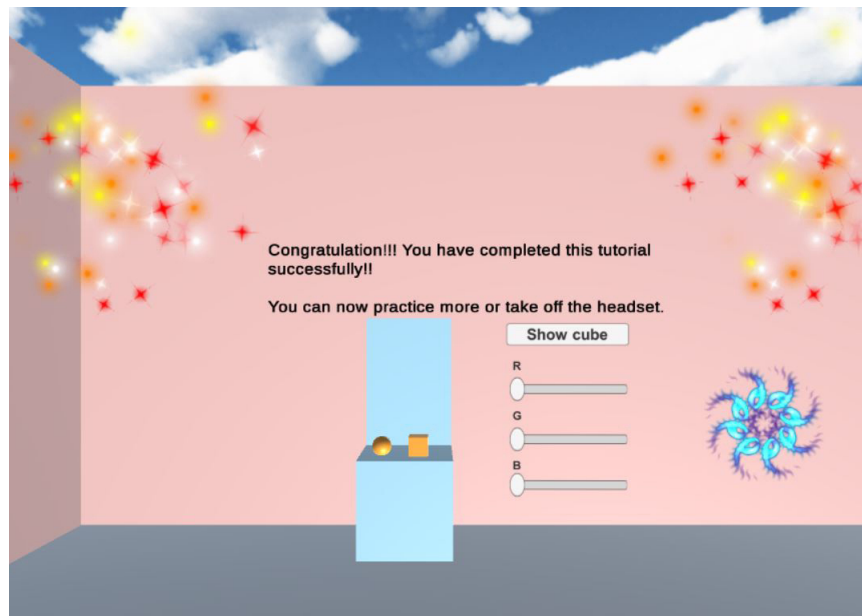 Congratulation!!! You have completed this tutorial
successfully!!
You can now practice more or take off the headset.
Show cube
R
G
B